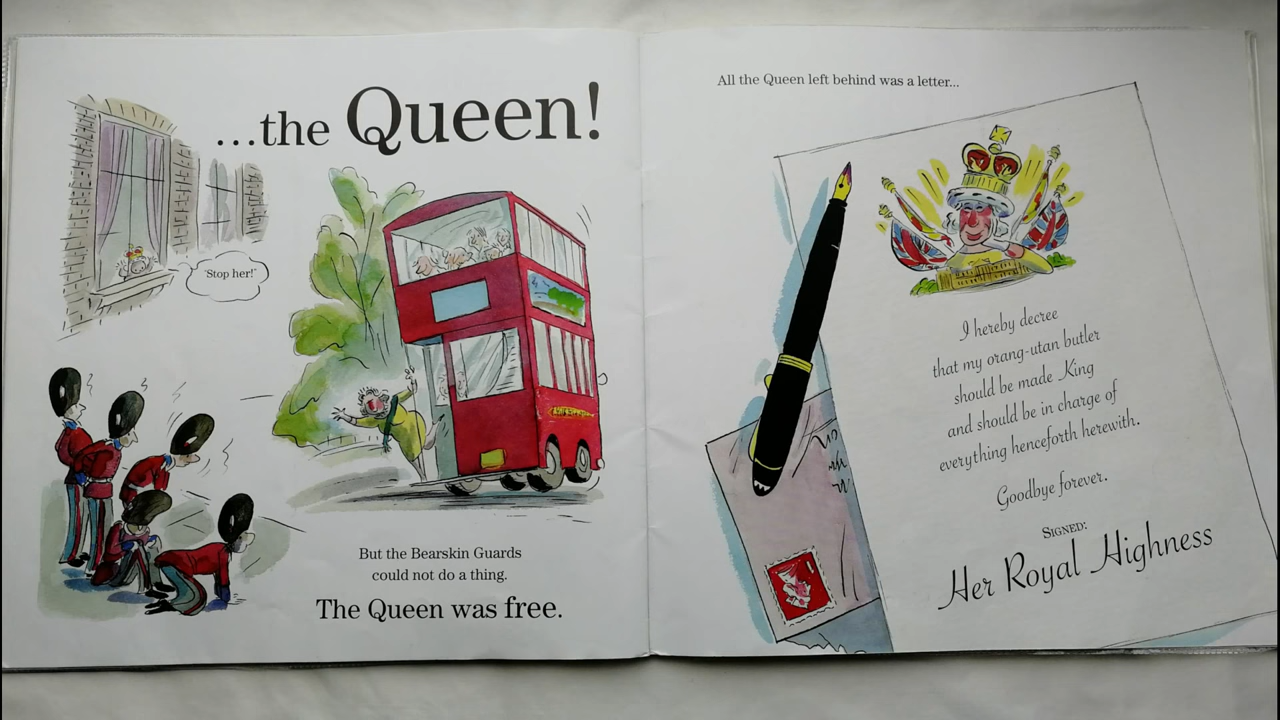 ...the Queen!
'Stop her!'
But the Bearskin Guards
could not do a thing.
The Queen was free.
All the Queen left behind was a letter...
I hereby decree
that my orang-utan butler
should be made King
and should be in charge of
everything henceforth herewith.
Goodbye forever.
SIGNED:
Her Royal Highness